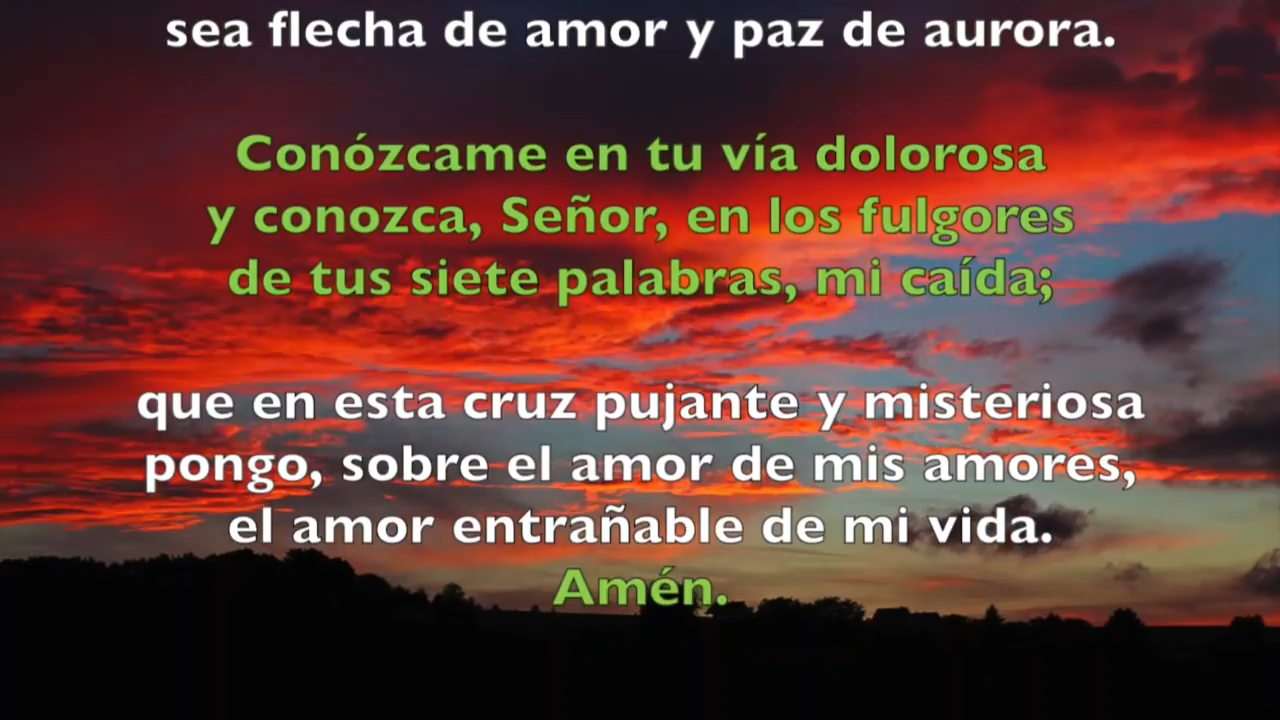 sea flecha de amor y paz de aurora.
Conózcame en tu vía dolorosa
y conozca, Señor, en los fulgores
de tus siete palabras, mi caída;
que en esta cruz pujante y misteriosa
pongo, sobre el amor de mis amores,
el amor entrañable de mi vida.
Amén.